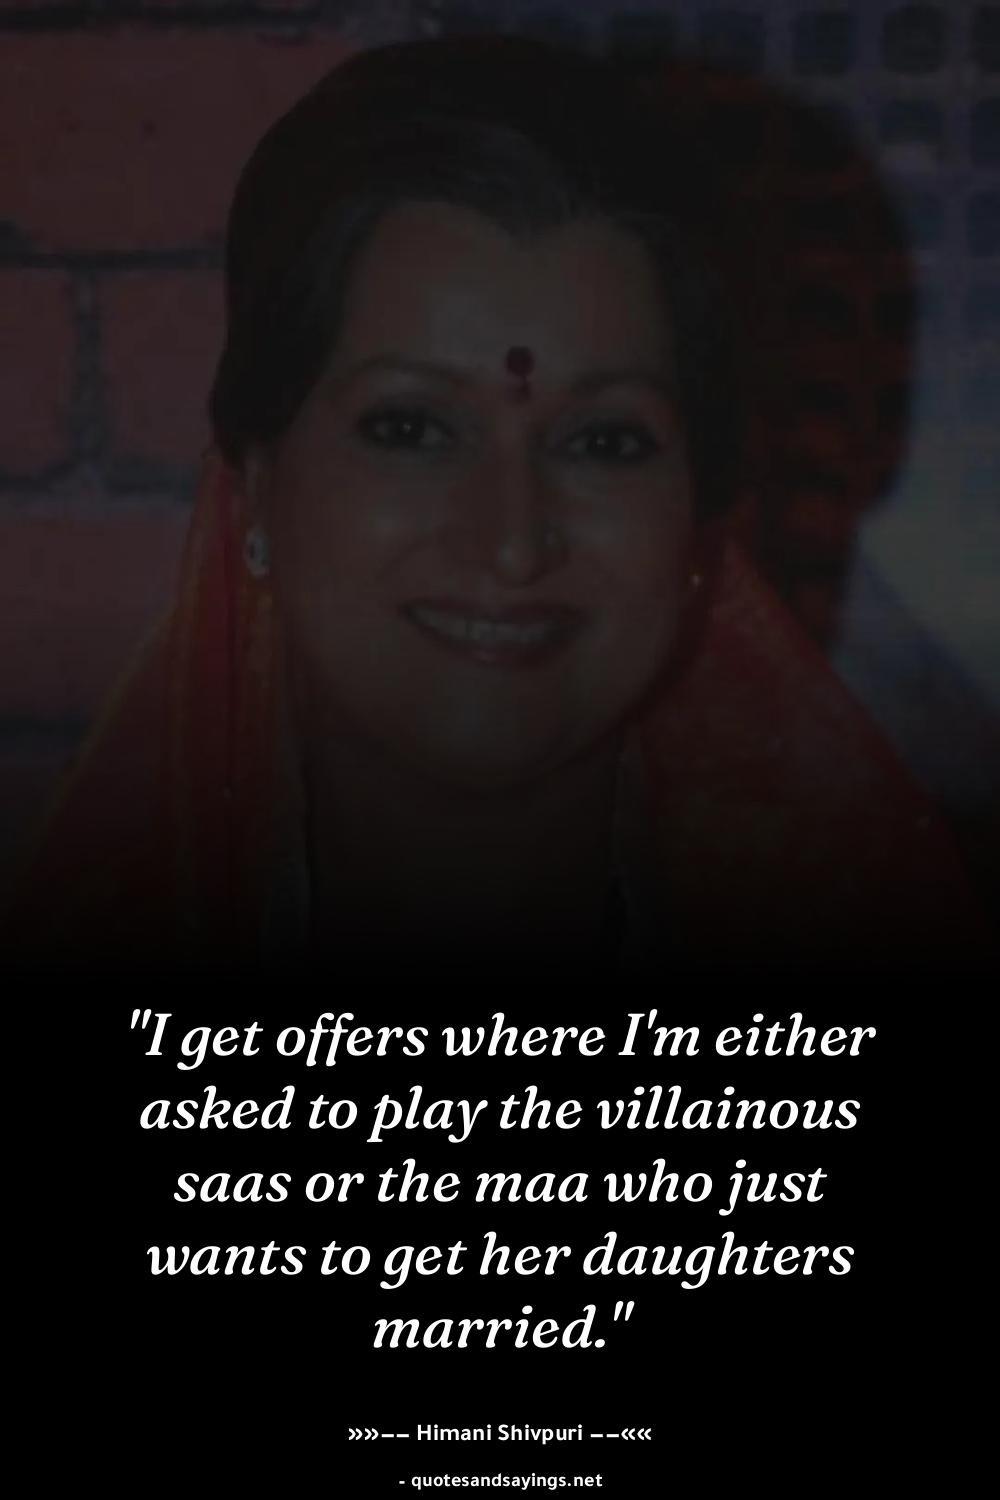 "I get offers where I'm either
asked to play the villainous
saas or the maa who just
wants to get her daughters
married."
»»–– Himani Shivpuri ––««
- quotesandsayings.net